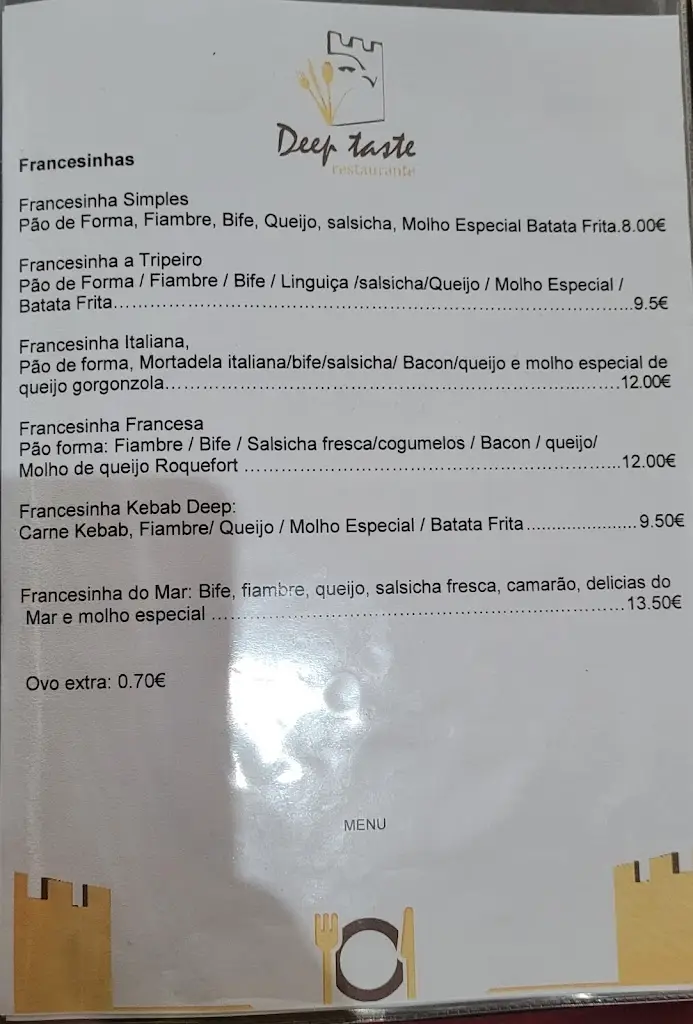 Deep taste
restaurante
Francesinhas
Francesinha Simples
Pão de Forma, Fiambre, Bife, Queijo, salsicha, Molho Especial Batata Frita.8.00€
Francesinha a Tripeiro
Pão de Forma / Fiambre / Bife / Linguiça /salsicha/Queijo / Molho Especial /
Batata Frita..........................................................................................9.5€
Francesinha Italiana,
Pão de forma, Mortadela italiana/bife/salsicha/ Bacon/queijo e molho especial de
queijo gorgonzola................................................................................12.00€
Francesinha Francesa
Pão forma: Fiambre / Bife / Salsicha fresca/cogumelos / Bacon / queijo/
Molho de queijo Roquefort .................................................................12.00€
Francesinha Kebab Deep:
Carne Kebab, Fiambre/ Queijo / Molho Especial / Batata Frita ...................... 9.50€
Francesinha do Mar: Bife, fiambre, queijo, salsicha fresca, camarão, delicias do
Mar e molho especial ........................................................................13.50€
Ovo extra: 0.70€
MENU